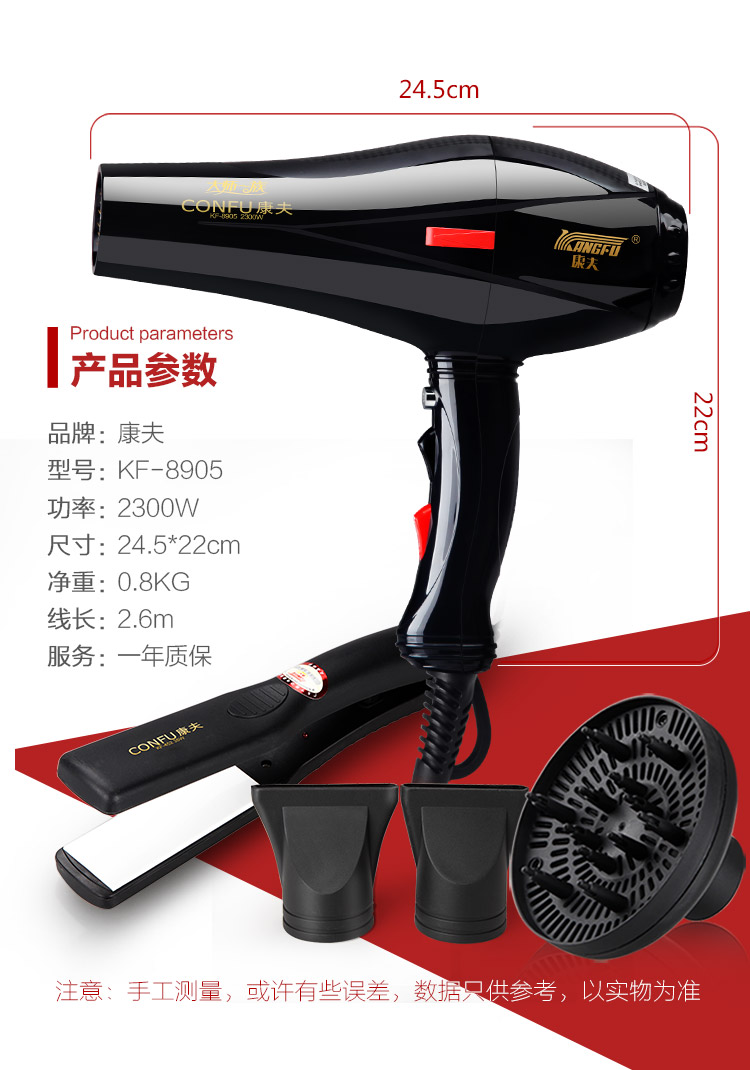 24.5cm
CONFU康夫
KF-8905 2300W
KANGFU®
康夫
Product parameters
产品参数
22cm
品牌：康夫
型号：KF-8905
功率：2300W
尺寸：24.5*22cm
净重：0.8KG
线长：2.6m
服务：一年质保
CONFU康夫
注意：手工测量，或许有些误差，数据只供参考，以实物为准